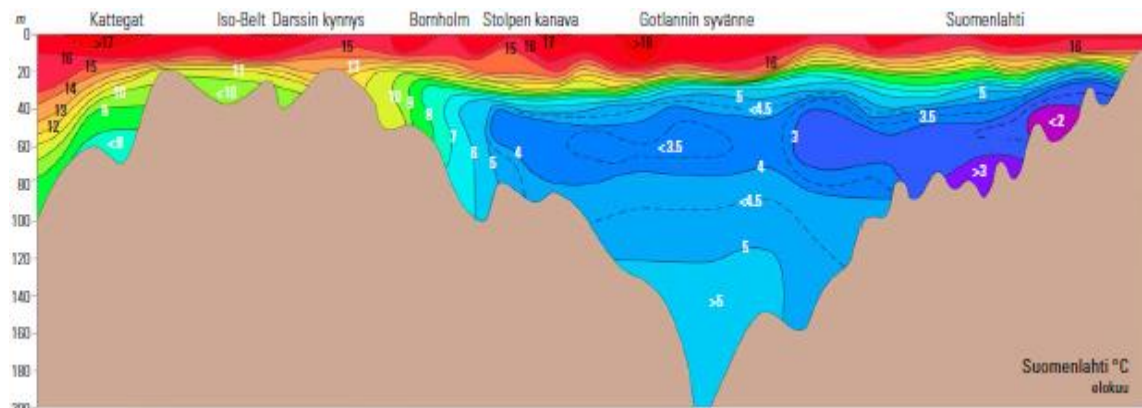 m Kattegat Iso-Belt Darssin kynnys Bornholm Stolpen kanava Gotlannin syvänne Suomenlahti
0
>17 15 15 16 17 >18 16
16 15 11 13 16
20
14 10 <10 10 9 8 5 <4.5 5
40
13 9 3.5 <2
12 <8 7 6 5 4 <3.5 3
60
4 >3
80
<4.5
100
120
5
140
>5
160
180
Suomenlahti °C
elokuu
200